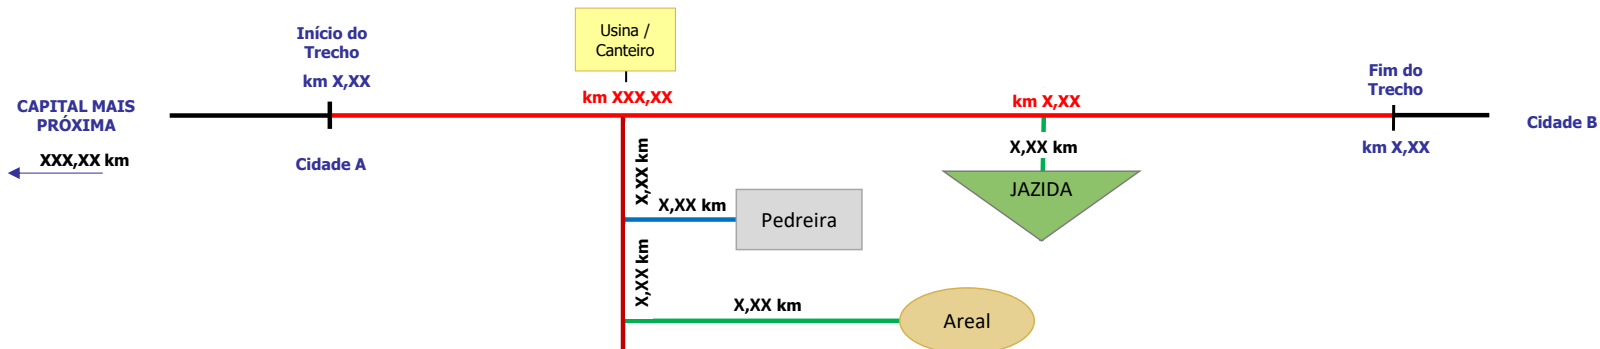 Usina /
Canteiro
Início do
Trecho
km X,XX
km XXX,XX
km X,XX
Fim do
Trecho
CAPITAL MAIS
PRÓXIMA
XXX,XX km
Cidade A
Cidade B
km X,XX
X,XX km
X,XX km
JAZIDA
X,XX km
Pedreira
X,XX km
X,XX km
Areal